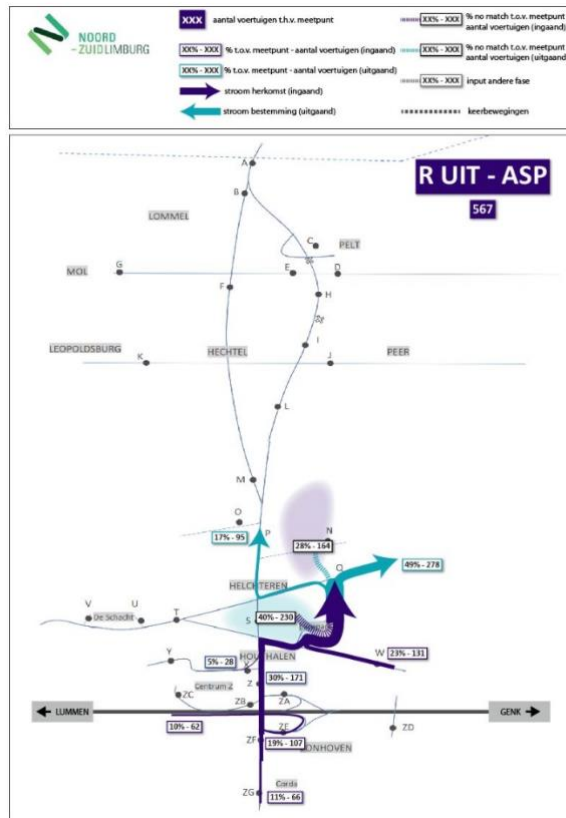 NOORD
-ZUIDLIMBURG
XXX aantal voertuigen t.h.v. meetpunt
XX% - XXX % t.o.v. meetpunt - aantal voertuigen (ingaand)
XX% - XXX % t.o.v. meetpunt - aantal voertuigen (uitgaand)
stroom herkomst (ingaand)
stroom bestemming (uitgaand)
XX% - XXX % no match t.o.v. meetpunt
aantal voertuigen (ingaand)
XX% - XXX % no match t.o.v. meetpunt
aantal voertuigen (uitgaand)
XX% - XXX input andere fase
keerbewegingen
R UIT - ASP
567
A
B
LOMMEL
C
PELT
MOL
G
E
D
F
H
I
LEOPOLDSBURG
HECHTEL
PEER
K
J
L
M
O
P
N
17% - 95
28% - 164
Q
49% - 278
HELCHTEREN
V
U
De Schacht
T
S
40% - 230
HOUTHALEN
Y
5% - 28
W
23% - 131
Z
30% - 171
Centrum Z
ZC
ZB
ZA
LUMMEN
GENK
10% - 62
ZE
ZD
ZF
19% - 107
ZONHOVEN
Corda
ZG
11% - 66